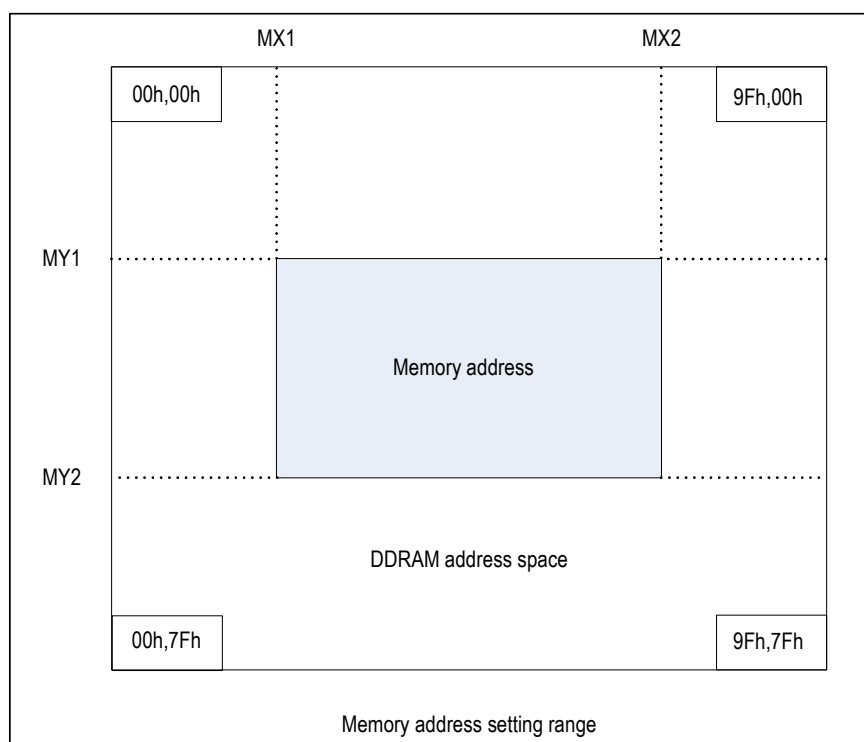 MX1 MX2
00h,00h 9Fh,00h
MY1
Memory address
MY2
DDRAM address space
00h,7Fh 9Fh,7Fh
Memory address setting range